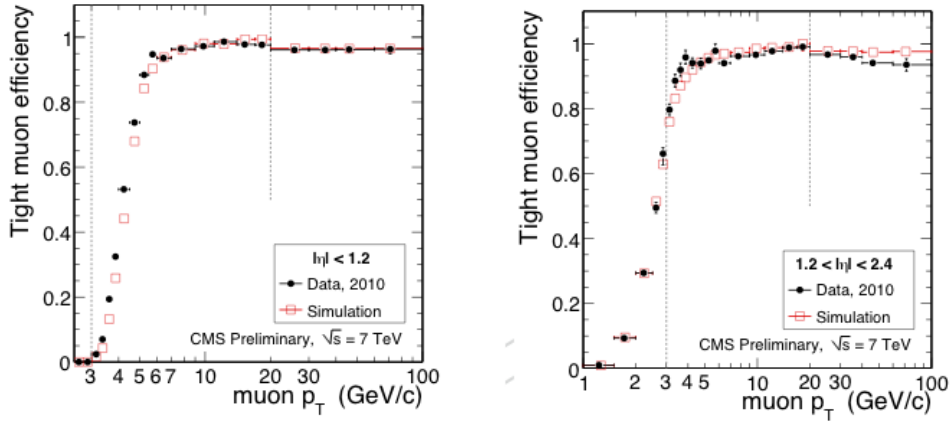 Tight muon efficiency
1
0.8
0.6
0.4
0.2
0
|η| < 1.2
Data, 2010
Simulation
CMS Preliminary, √s = 7 TeV
3 4 5 6 7 10 20 30 100
muon pT (GeV/c)
Tight muon efficiency
1
0.8
0.6
0.4
0.2
0
1.2 < |η| < 2.4
Data, 2010
Simulation
CMS Preliminary, √s = 7 TeV
1 2 3 4 5 10 20 30 100
muon pT (GeV/c)